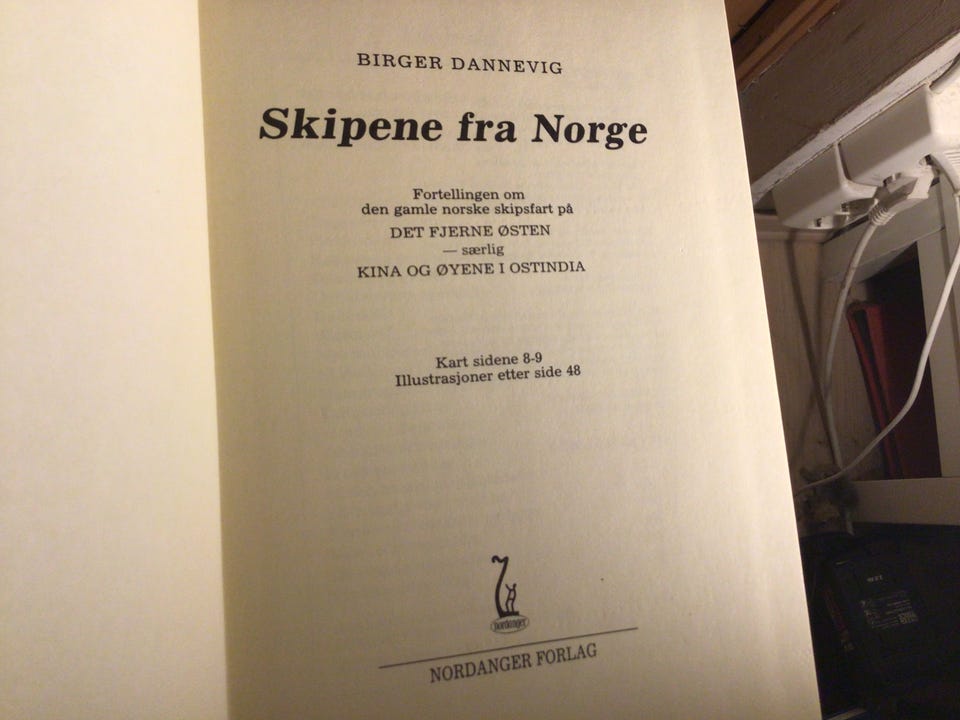 BIRGER DANNEVIG
Skipene fra Norge
Fortellingen om
den gamle norske skipsfart på
DET FJERNE ØSTEN
— særlig
KINA OG ØYENE I OSTINDIA
Kart sidene 8-9
Illustrasjoner etter side 48
nordanger
NORDANGER FORLAG